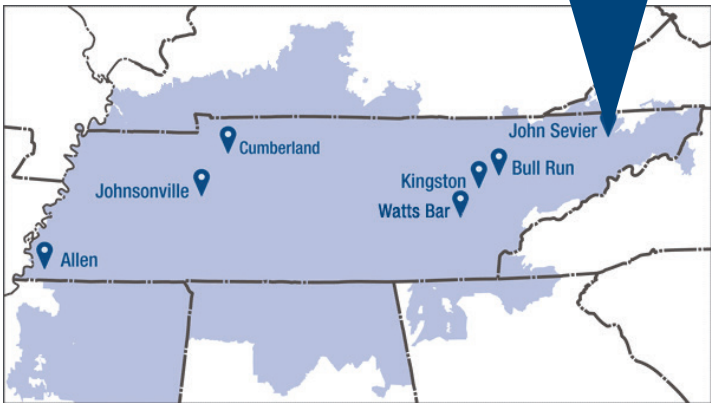 John Sevier
Cumberland
Bull Run
Kingston
Johnsonville
Watts Bar
Allen